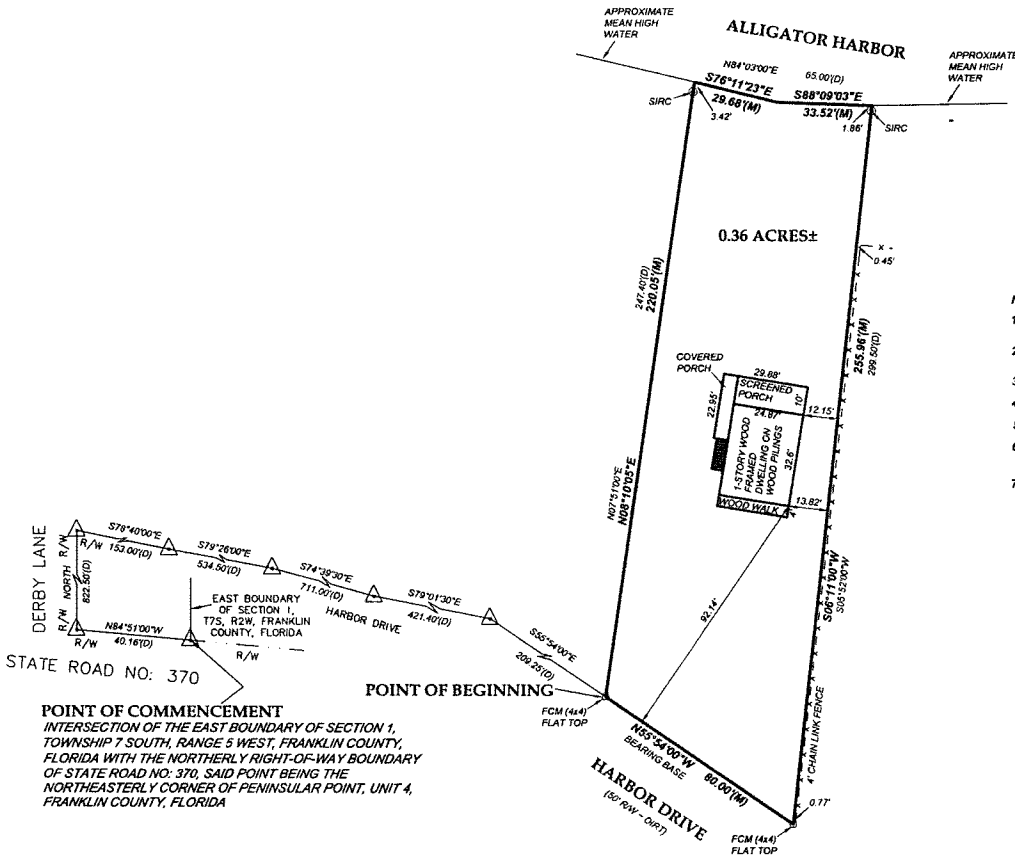 APPROXIMATE
MEAN HIGH
WATER
ALLIGATOR HARBOR
APPROXIMATE
MEAN HIGH
WATER
N84°03'00"E 65.00'(D)
S76°11'23"E
29.68'(M)
S88°09'03"E
33.52'(M)
SIRC
3.42'
1.86'
SIRC
0.36 ACRES±
X
0.45'
247.40'(D)
220.05'(M)
255.96'(M)
299.50'(D)
COVERED
PORCH
29.88'
SCREENED
PORCH
10'
22.95'
24.87'
12.15'
1-STORY WOOD
FRAMED
DWELLING ON
WOOD PILINGS
32.6'
WOOD WALK
4'
13.82'
N07°51'00"E
N08°10'05"E
S06°11'00"W
S05°52'00"W
92.14'
4' CHAIN LINK FENCE
1
2
3
4
5
6
7
DERBY LANE
R/W
R/W
NORTH
822.50'(D)
R/W
S78°40'00"E
153.00'(D)
S79°26'00"E
534.50'(D)
S74°39'30"E
711.00'(D)
S79°01'30"E
421.40'(D)
HARBOR DRIVE
S55°54'00"E
209.25'(D)
EAST BOUNDARY
OF SECTION 1,
T7S, R2W, FRANKLIN
COUNTY, FLORIDA
N84°51'00"W
40.16'(D)
R/W
R/W
STATE ROAD NO: 370
POINT OF BEGINNING
FCM (4x4)
FLAT TOP
N55°54'00"W 80.00'(M)
BEARING BASE
HARBOR DRIVE
(50' R/W - DIRT)
0.77'
FCM (4x4)
FLAT TOP
POINT OF COMMENCEMENT
INTERSECTION OF THE EAST BOUNDARY OF SECTION 1,
TOWNSHIP 7 SOUTH, RANGE 5 WEST, FRANKLIN COUNTY,
FLORIDA WITH THE NORTHERLY RIGHT-OF-WAY BOUNDARY
OF STATE ROAD NO: 370, SAID POINT BEING THE
NORTHEASTERLY CORNER OF PENINSULAR POINT, UNIT 4,
FRANKLIN COUNTY, FLORIDA